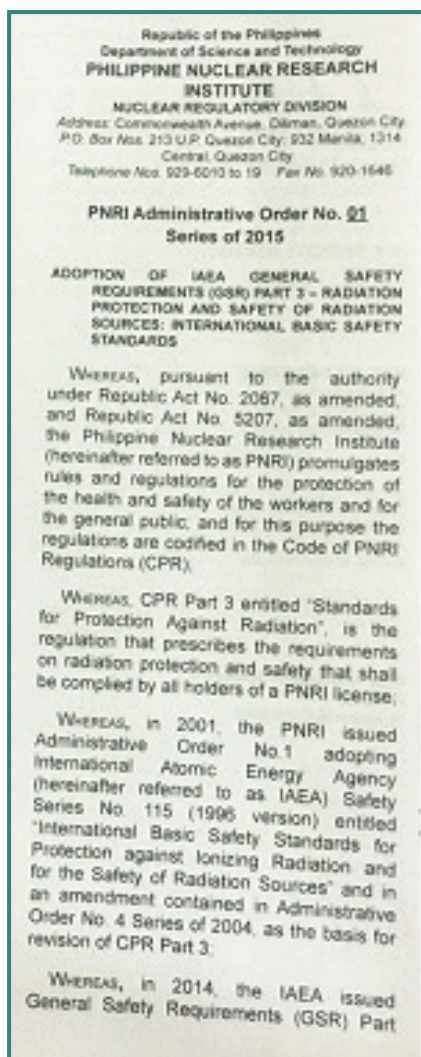 Republic of the Philippines
Department of Science and Technology
PHILIPPINE NUCLEAR RESEARCH
INSTITUTE
NUCLEAR REGULATORY DIVISION
Address: Commonwealth Avenue, Diliman, Quezon City
P.O. Box Nos. 213 U.P. Quezon City; 932 Manila; 1314
Central, Quezon City
Telephone Nos. 929-6010 to 19 Fax No. 920-1646
PNRI Administrative Order No. 01
Series of 2015
ADOPTION OF IAEA GENERAL SAFETY
REQUIREMENTS (GSR) PART 3 – RADIATION
PROTECTION AND SAFETY OF RADIATION
SOURCES: INTERNATIONAL BASIC SAFETY
STANDARDS
WHEREAS, pursuant to the authority
under Republic Act No. 2067, as amended,
and Republic Act No. 5207, as amended,
the Philippine Nuclear Research Institute
(hereinafter referred to as PNRI) promulgates
rules and regulations for the protection of
the health and safety of the workers and for
the general public; and for this purpose the
regulations are codified in the Code of PNRI
Regulations (CPR);
WHEREAS, CPR Part 3 entitled "Standards
for Protection Against Radiation", is the
regulation that prescribes the requirements
on radiation protection and safety that shall
be complied by all holders of a PNRI license;
WHEREAS, in 2001, the PNRI issued
Administrative Order No.1 adopting
International Atomic Energy Agency
(hereinafter referred to as IAEA) Safety
Series No. 115 (1996 version) entitled
"International Basic Safety Standards for
Protection against Ionizing Radiation and
for the Safety of Radiation Sources" and in
an amendment contained in Administrative
Order No. 4 Series of 2004, as the basis for
revision of CPR Part 3;
WHEREAS, in 2014, the IAEA issued
General Safety Requirements (GSR) Part